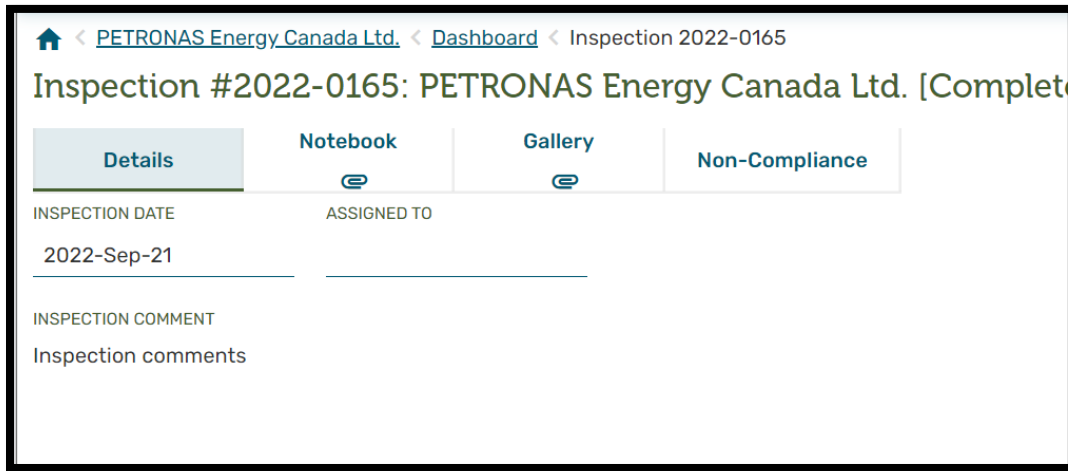 < PETRONAS Energy Canada Ltd. < Dashboard < Inspection 2022-0165
Inspection #2022-0165: PETRONAS Energy Canada Ltd. [Complet
Details Notebook Gallery Non-Compliance
INSPECTION DATE ASSIGNED TO
2022-Sep-21
INSPECTION COMMENT
Inspection comments